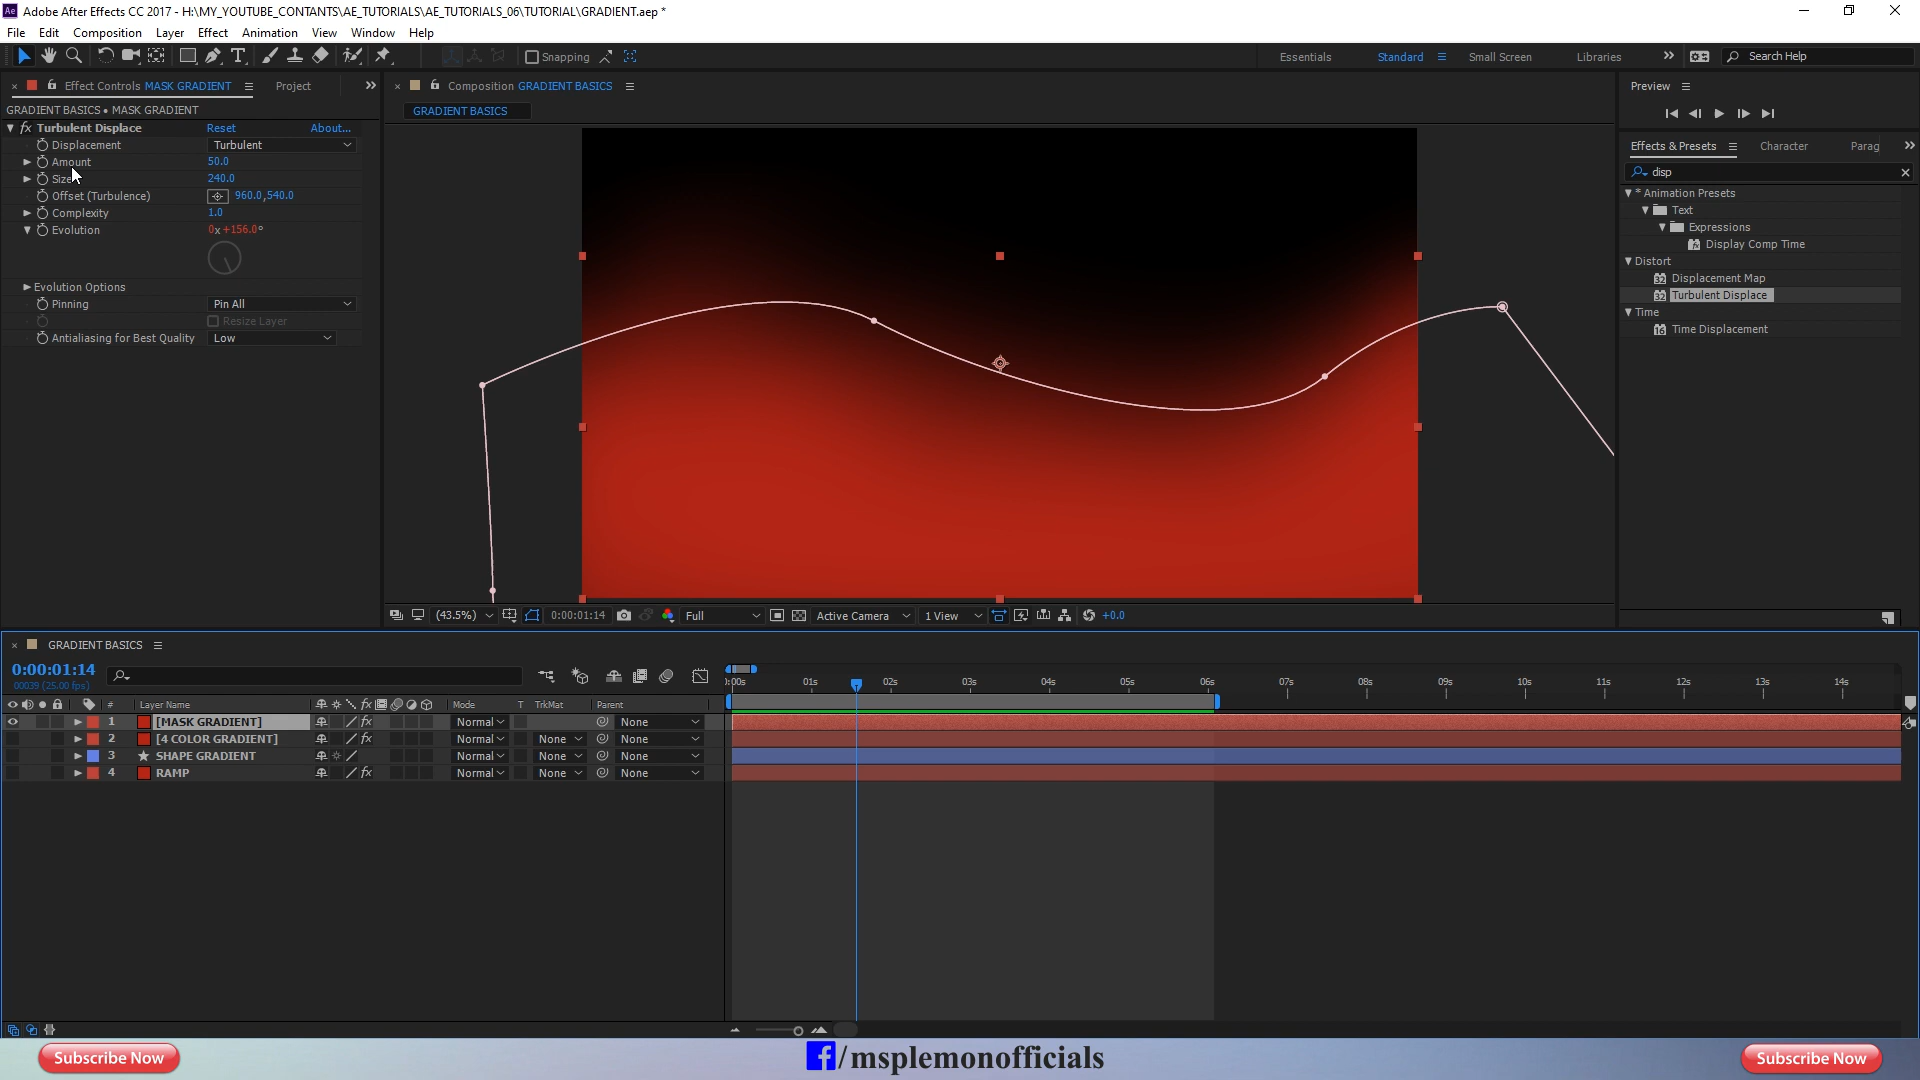 Ae Adobe After Effects CC 2017 - H:\MY_YOUTUBE_CONTANTS\AE_TUTORIALS\AE_TUTORIALS_06\TUTORIAL\GRADIENT.aep *
File Edit Composition Layer Effect Animation View Window Help
T Snapping Essentials Standard Small Screen Libraries Search Help
Effect Controls MASK GRADIENT Project
GRADIENT BASICS • MASK GRADIENT
fx Turbulent Displace Reset About...
Displacement Turbulent
Amount 50.0
Size 240.0
Offset (Turbulence) 960.0,540.0
Complexity 1.0
Evolution 0x +156.0°
Evolution Options
Pinning Pin All
Resize Layer
Antialiasing for Best Quality Low
Composition GRADIENT BASICS
GRADIENT BASICS
(43.5%) 0:00:01:14 Full Active Camera 1 View +0.0
Preview
Effects & Presets Character Parag
disp
* Animation Presets
Text
Expressions
Display Comp Time
Distort
32 Displacement Map
32 Turbulent Displace
Time
16 Time Displacement
GRADIENT BASICS
0:00:01:14
00039 (25.00 fps)
):00s 01s 02s 03s 04s 05s 06s 07s 08s 09s 10s 11s 12s 13s 14s
# Layer Name fx Mode T TrkMat Parent
1 [MASK GRADIENT] fx Normal None
2 [4 COLOR GRADIENT] fx Normal None None
3 SHAPE GRADIENT Normal None None
4 RAMP fx Normal None None
Subscribe Now f/msplemonofficials Subscribe Now